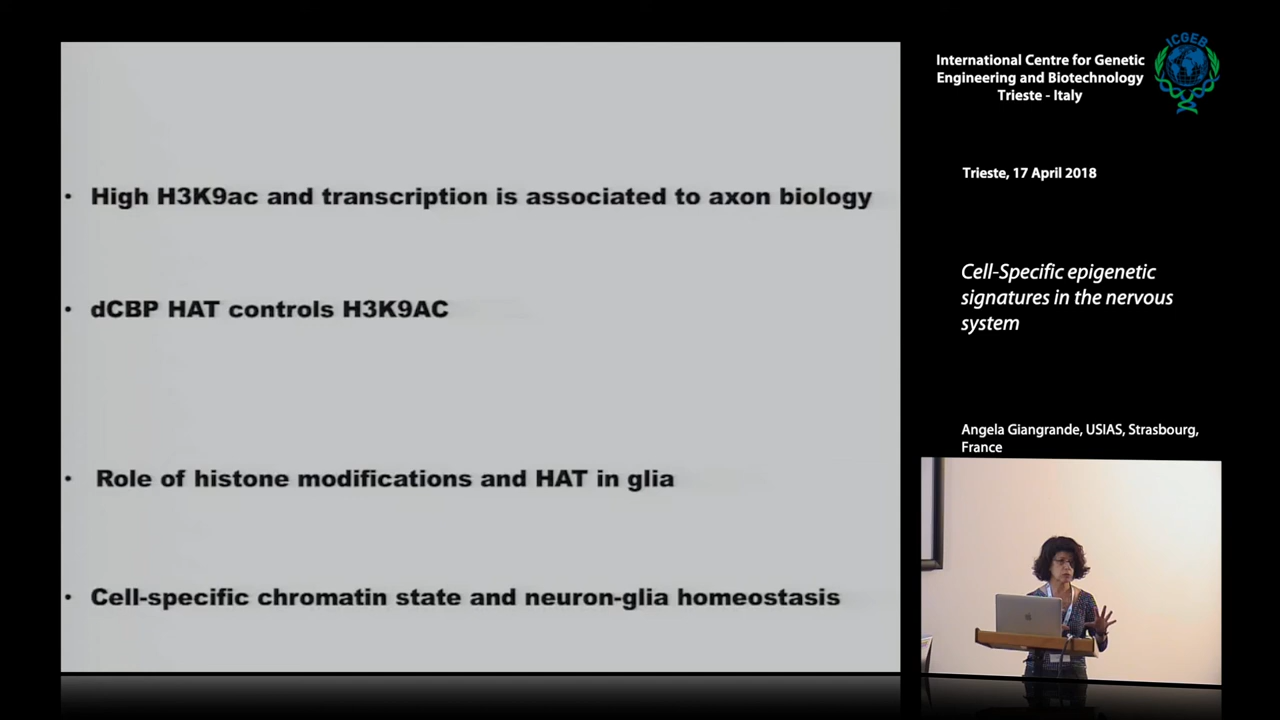 • High H3K9ac and transcription is associated to axon biology
• dCBP HAT controls H3K9AC
• Role of histone modifications and HAT in glia
• Cell-specific chromatin state and neuron-glia homeostasis
International Centre for Genetic
Engineering and Biotechnology
Trieste - Italy
ICGEB
Trieste, 17 April 2018
Cell-Specific epigenetic
signatures in the nervous
system
Angela Giangrande, USIAS, Strasbourg,
France